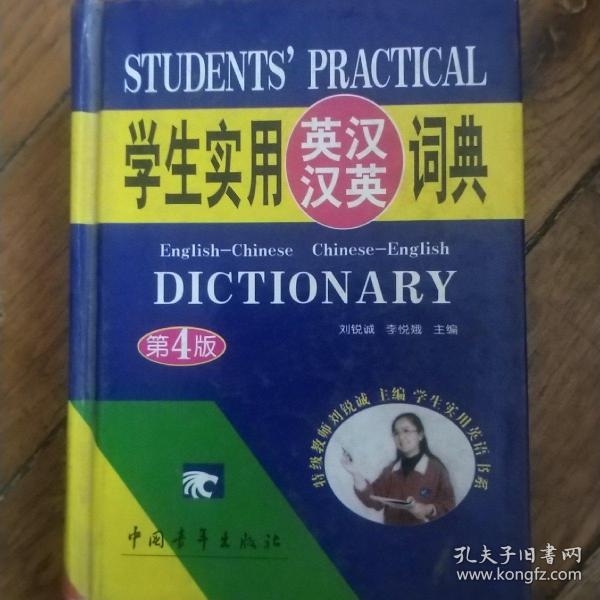 STUDENTS' PRACTICAL
学生实用 英汉 汉英 词典
English-Chinese Chinese-English
DICTIONARY
刘锐诚 李悦娥 主编
第4版
特级教师刘锐诚 主编 学生实用英语书系
中国青年出版社
孔夫子旧书网
www.kongfz.com